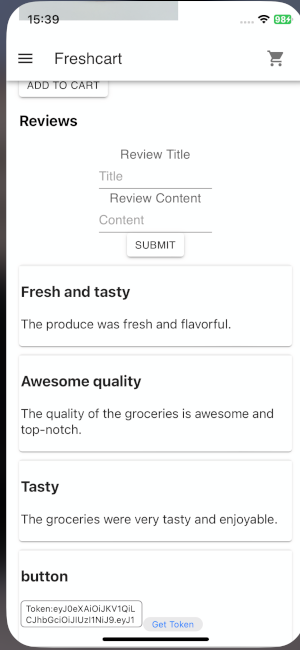 15:39
98
Freshcart
ADD TO CART
Reviews
Review Title
Title
Review Content
Content
SUBMIT
Fresh and tasty
The produce was fresh and flavorful.
Awesome quality
The quality of the groceries is awesome and
top-notch.
Tasty
The groceries were very tasty and enjoyable.
button
Token:eyJ0eXAiOiJKV1QiL
CJhbGciOiJIUzI1NiJ9.eyJ1
Get Token